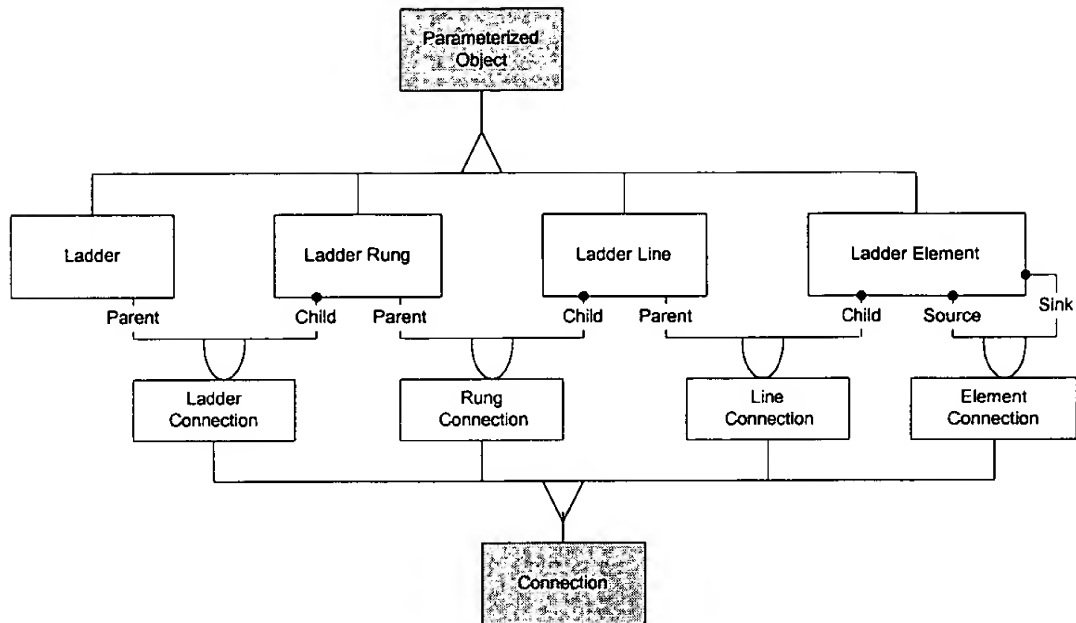 Parameterized
Object
Ladder
Ladder Rung
Ladder Line
Ladder Element
Parent
Child
Parent
Child
Parent
Child
Source
Sink
Ladder
Connection
Rung
Connection
Line
Connection
Element
Connection
Connection